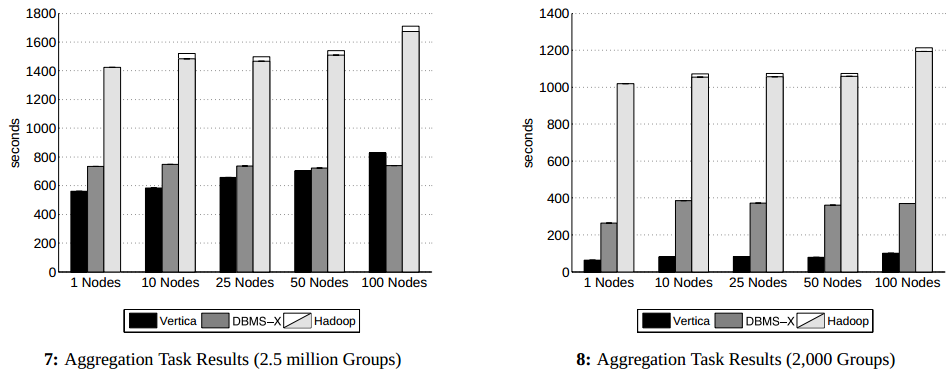 1800
1600
1400
1200
1000
800
600
400
200
0
seconds
1 Nodes 10 Nodes 25 Nodes 50 Nodes 100 Nodes
Vertica DBMS–X Hadoop
7: Aggregation Task Results (2.5 million Groups)
1400
1200
1000
800
600
400
200
0
seconds
1 Nodes 10 Nodes 25 Nodes 50 Nodes 100 Nodes
Vertica DBMS–X Hadoop
8: Aggregation Task Results (2,000 Groups)